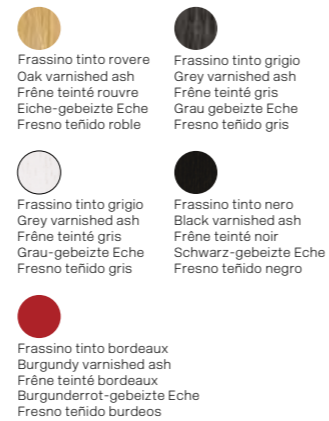 Frassino tinto rovere
Oak varnished ash
Frêne teinté rouvre
Eiche-gebeizte Eche
Fresno teñido roble
Frassino tinto grigio
Grey varnished ash
Frêne teinté gris
Grau gebeizte Eche
Fresno teñido gris
Frassino tinto grigio
Grey varnished ash
Frêne teinté gris
Grau-gebeizte Eche
Fresno teñido gris
Frassino tinto nero
Black varnished ash
Frêne teinté noir
Schwarz-gebeizte Eche
Fresno teñido negro
Frassino tinto bordeaux
Burgundy varnished ash
Frêne teinté bordeaux
Burgunderrot-gebeizte Eche
Fresno teñido burdeos